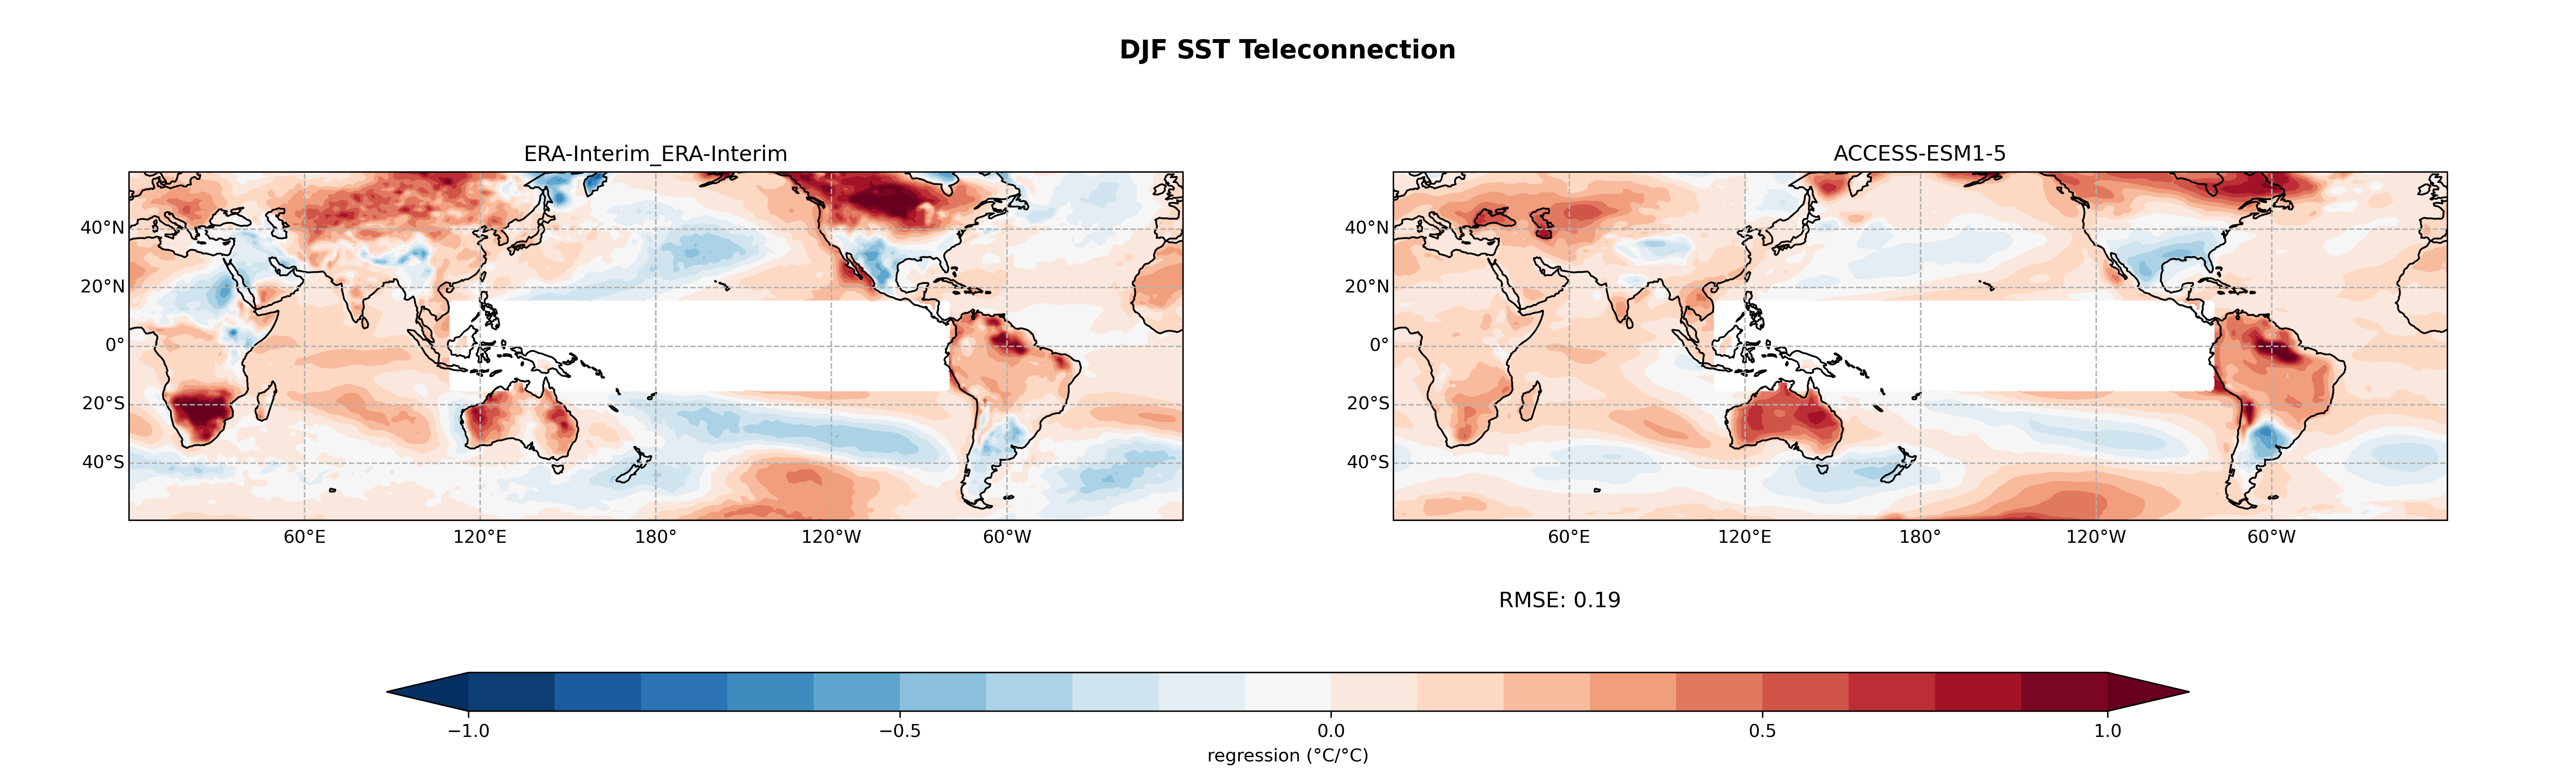 DJF SST Teleconnection
ERA-Interim_ERA-Interim
ACCESS-ESM1-5
40°N
20°N
0°
20°S
40°S
60°E 120°E 180° 120°W 60°W
40°N
20°N
0°
20°S
40°S
60°E 120°E 180° 120°W 60°W
RMSE: 0.19
−1.0 −0.5 0.0 0.5 1.0
regression (°C/°C)